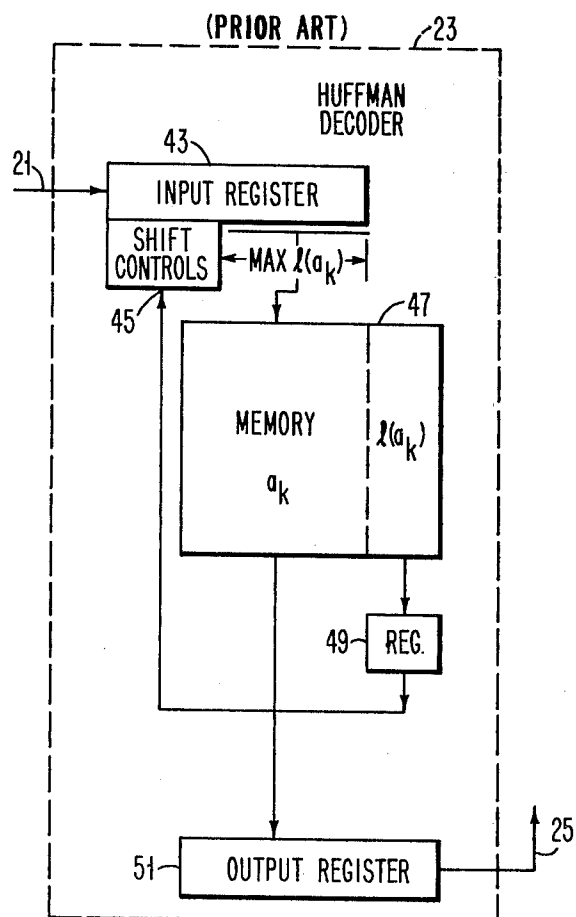 (PRIOR ART)
23
HUFFMAN
DECODER
43
21
INPUT REGISTER
SHIFT
CONTROLS
MAX ℓ(a_k)
45
47
MEMORY
a_k
ℓ(a_k)
49
REG.
25
51
OUTPUT REGISTER